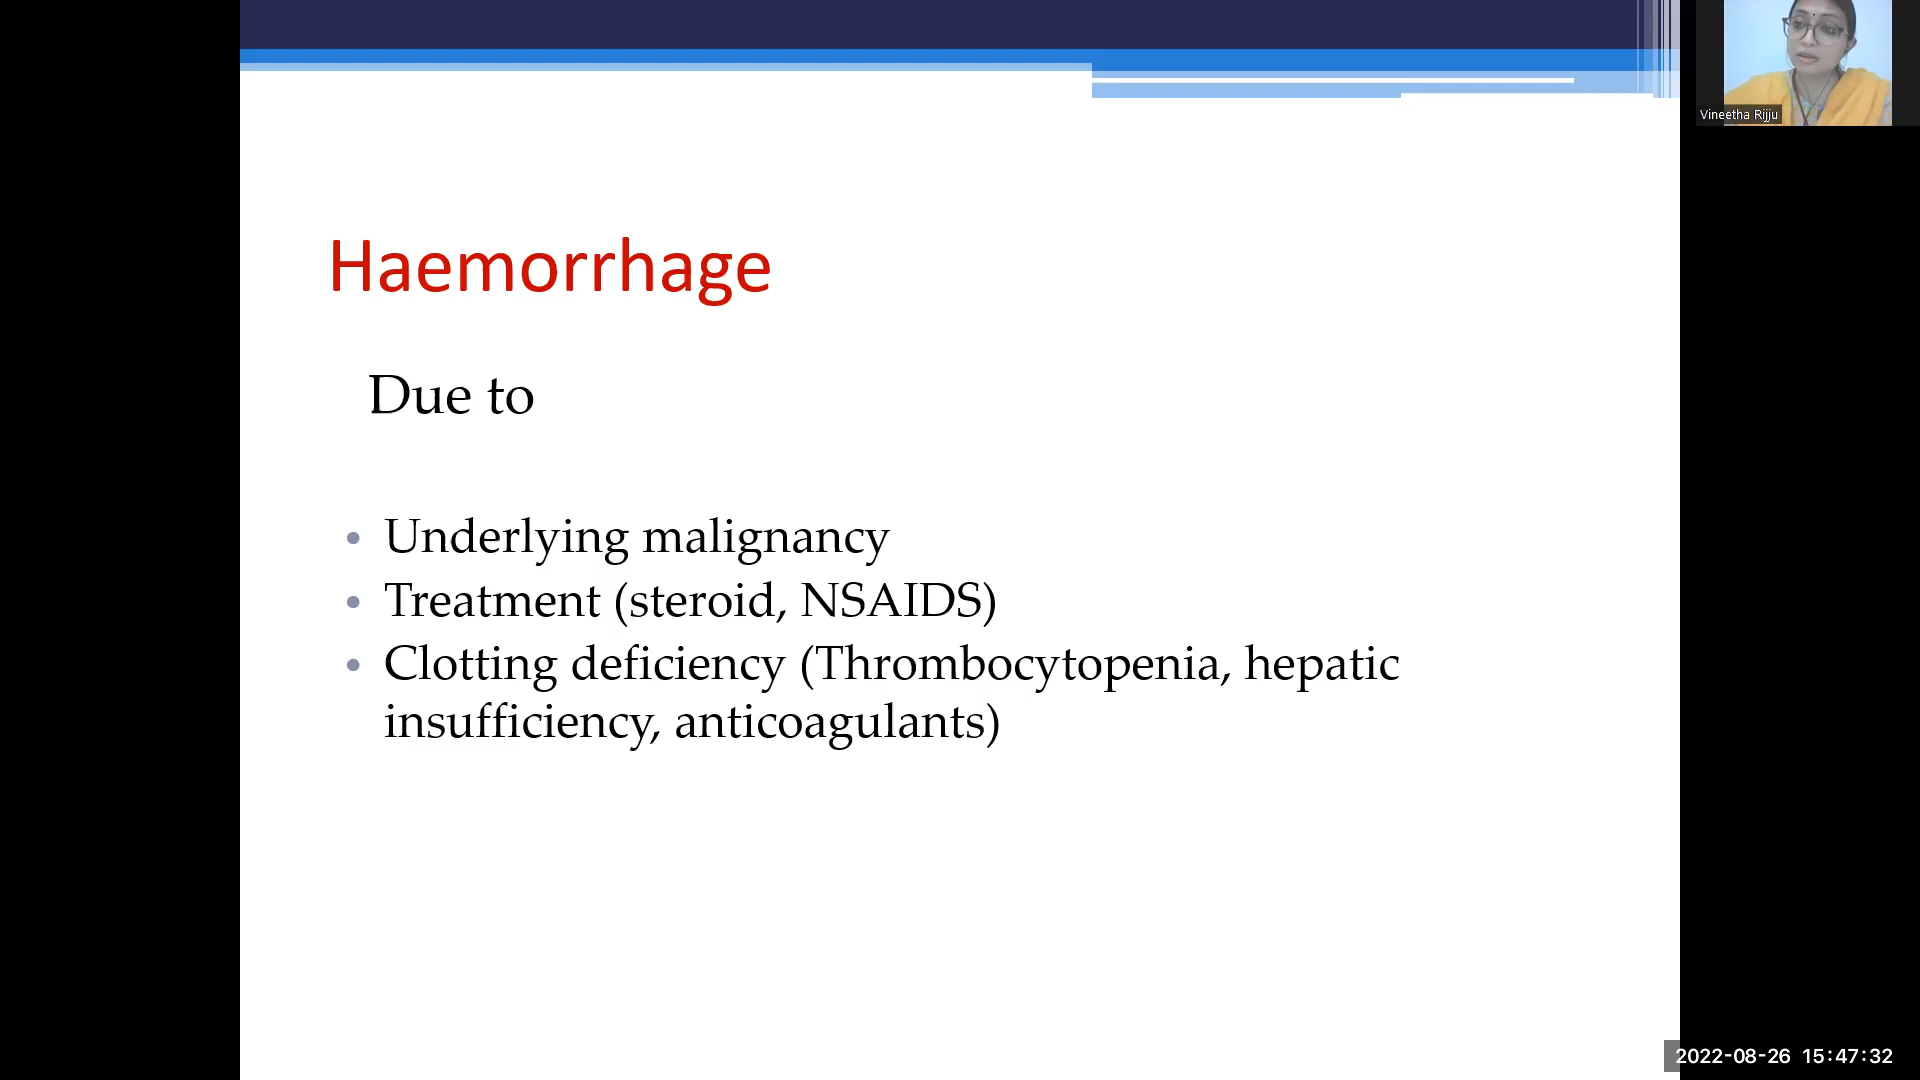 Vineetha Rijju
Haemorrhage
Due to
• Underlying malignancy
• Treatment (steroid, NSAIDS)
• Clotting deficiency (Thrombocytopenia, hepatic
insufficiency, anticoagulants)
2022-08-26 15:47:32